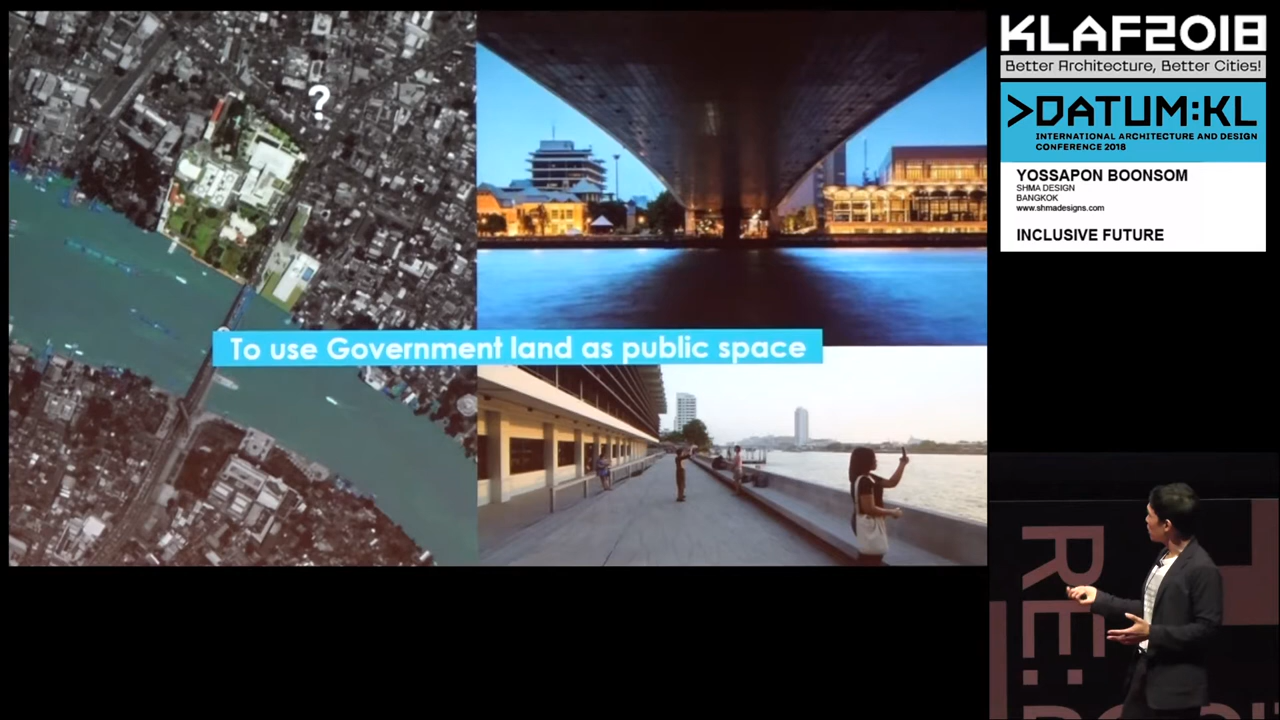 ?
To use Government land as public space
KLAF2018
Better Architecture, Better Cities!
>DATUM:KL
INTERNATIONAL ARCHITECTURE AND DESIGN
CONFERENCE 2018
YOSSAPON BOONSOM
SHMA DESIGN
BANGKOK
www.shmadesigns.com
INCLUSIVE FUTURE
RE: